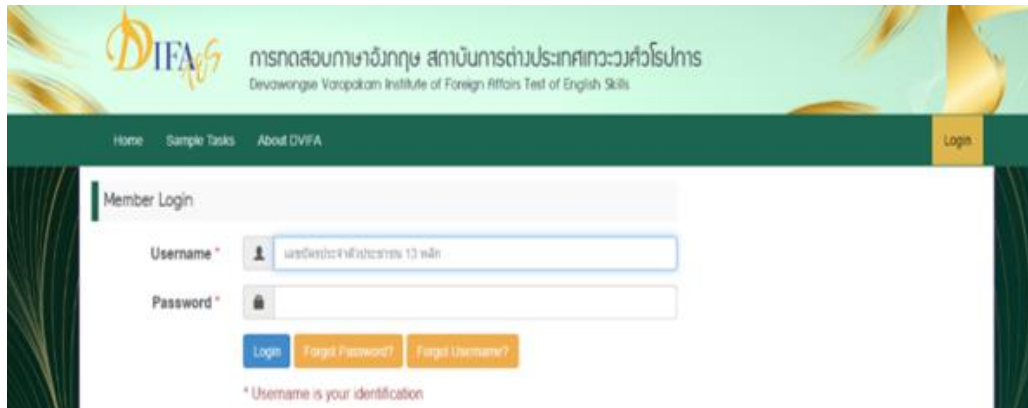 DIFA TES
การทดสอบภาษาอังกฤษ สถาบันการต่างประเทศเทวะวงศ์วโรปการ
Devawongse Varopakarn Institute of Foreign Affairs Test of English Skills
Home Sample Tasks About DVIFA Login
Member Login
Username *
เลขบัตรประจำตัวประชาชน 13 หลัก
Password *
Login Forgot Password? Forgot Username?
* Username is your identification